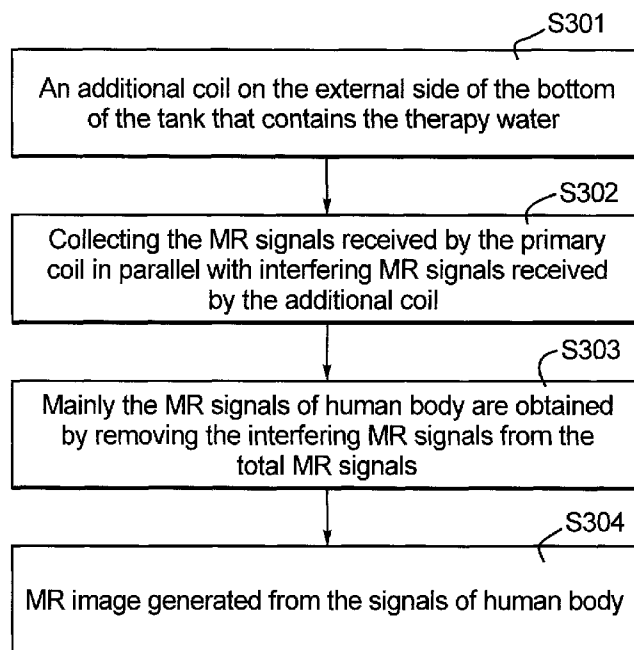 S301
An additional coil on the external side of the bottom
of the tank that contains the therapy water
S302
Collecting the MR signals received by the primary
coil in parallel with interfering MR signals received
by the additional coil
S303
Mainly the MR signals of human body are obtained
by removing the interfering MR signals from the
total MR signals
S304
MR image generated from the signals of human body